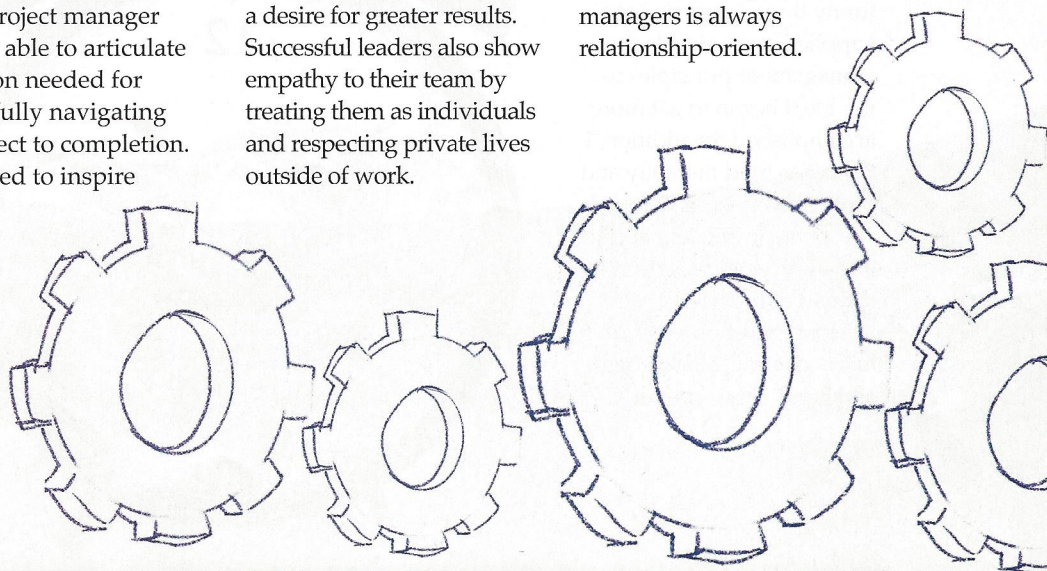 roject manager
able to articulate
on needed for
fully navigating
ect to completion.
ed to inspire
a desire for greater results.
Successful leaders also show
empathy to their team by
treating them as individuals
and respecting private lives
outside of work.
managers is always
relationship-oriented.